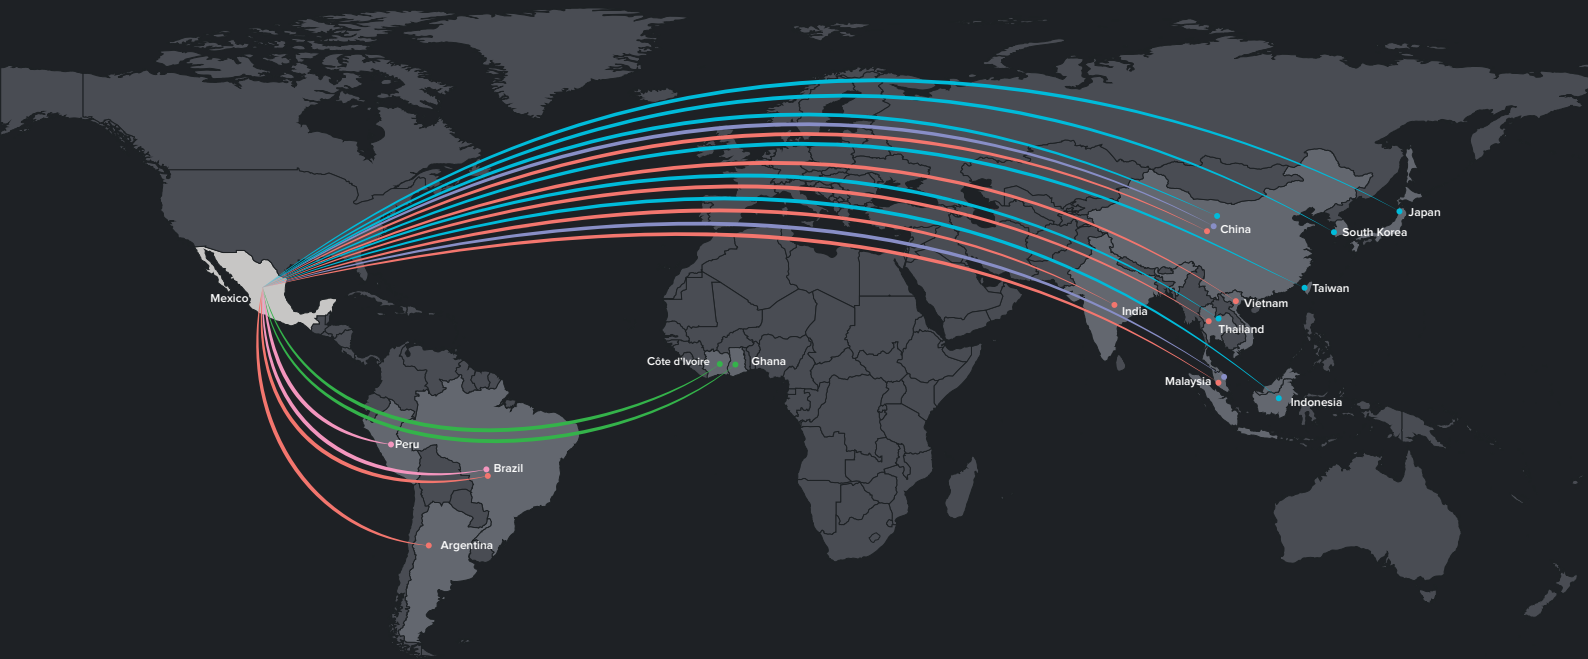 Japan
China
South Korea
Taiwan
Mexico
Vietnam
India
Thailand
Côte d'Ivoire
Ghana
Malaysia
Indonesia
Peru
Brazil
Argentina